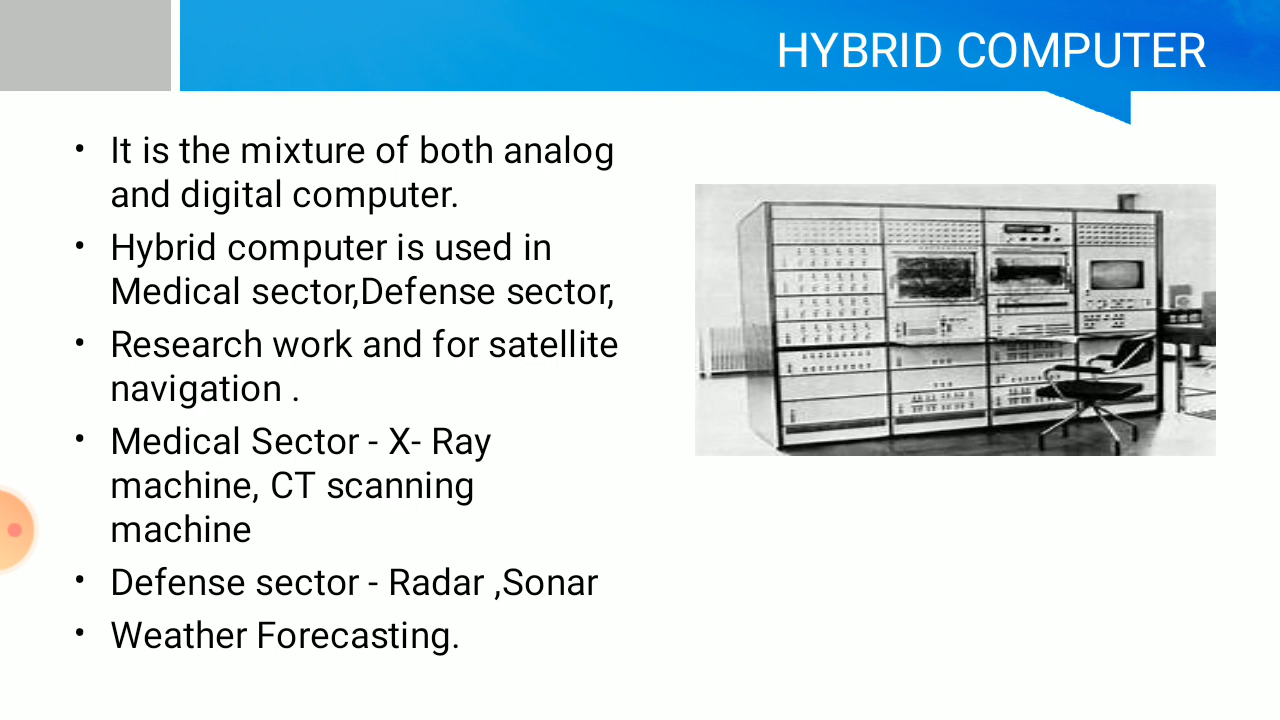 HYBRID COMPUTER
• It is the mixture of both analog
and digital computer.
• Hybrid computer is used in
Medical sector,Defense sector,
• Research work and for satellite
navigation .
• Medical Sector - X- Ray
machine, CT scanning
machine
• Defense sector - Radar ,Sonar
• Weather Forecasting.